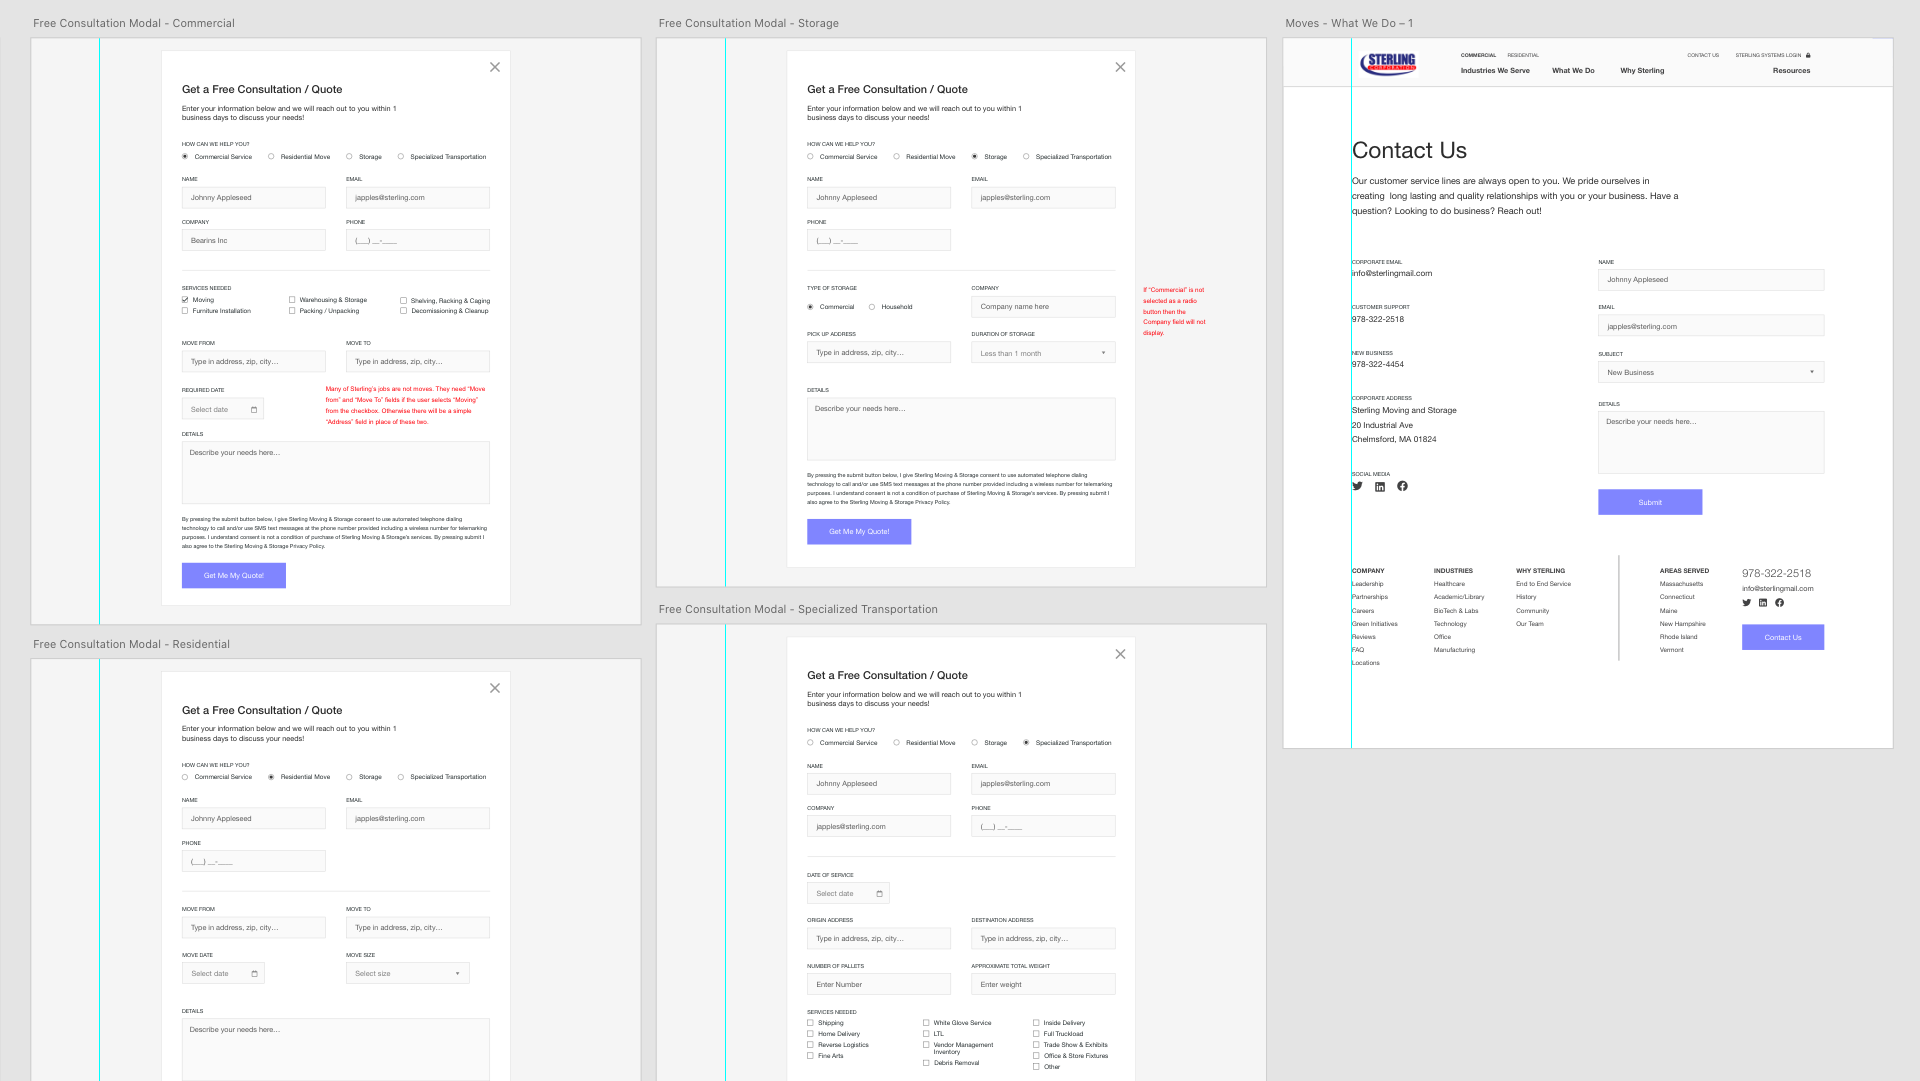 Free Consultation Modal - Commercial
Get a Free Consultation / Quote
Enter your information below and we will reach out to you within 1
business days to discuss your needs!
HOW CAN WE HELP YOU?
Commercial Service Residential Move Storage Specialized Transportation
NAME EMAIL
Johnny Appleseed japples@sterling.com
COMPANY PHONE
Bearins Inc (___) __-____
SERVICES NEEDED
Moving Warehousing & Storage Shelving, Racking & Caging
Furniture Installation Packing / Unpacking Decomissioning & Cleanup
MOVE FROM MOVE TO
Type in address, zip, city... Type in address, zip, city...
REQUIRED DATE
Select date
Many of Sterling's jobs are not moves. They need "Move
from" and "Move To" fields if the user selects "Moving"
from the checkbox. Otherwise there will be a simple
"Address" field in place of these two.
DETAILS
Describe your needs here...
By pressing the submit button below, I give Sterling Moving & Storage consent to use automated telephone dialing
technology to call and/or use SMS text messages at the phone number provided including a wireless number for telemarking
purposes. I understand consent is not a condition of purchase of Sterling Moving & Storage's services. By pressing submit I
also agree to the Sterling Moving & Storage Privacy Policy.
Get Me My Quote!
Free Consultation Modal - Residential
Get a Free Consultation / Quote
Enter your information below and we will reach out to you within 1
business days to discuss your needs!
HOW CAN WE HELP YOU?
Commercial Service Residential Move Storage Specialized Transportation
NAME EMAIL
Johnny Appleseed japples@sterling.com
PHONE
(___) __-____
MOVE FROM MOVE TO
Type in address, zip, city... Type in address, zip, city...
MOVE DATE MOVE SIZE
Select date Select size
DETAILS
Describe your needs here...
Free Consultation Modal - Storage
Get a Free Consultation / Quote
Enter your information below and we will reach out to you within 1
business days to discuss your needs!
HOW CAN WE HELP YOU?
Commercial Service Residential Move Storage Specialized Transportation
NAME EMAIL
Johnny Appleseed japples@sterling.com
PHONE
(___) __-____
TYPE OF STORAGE COMPANY
Commercial Household Company name here
PICK UP ADDRESS DURATION OF STORAGE
Type in address, zip, city... Less than 1 month
If "Commercial" is not
selected as a radio
button then the
Company field will not
display.
DETAILS
Describe your needs here...
By pressing the submit button below, I give Sterling Moving & Storage consent to use automated telephone dialing
technology to call and/or use SMS text messages at the phone number provided including a wireless number for telemarking
purposes. I understand consent is not a condition of purchase of Sterling Moving & Storage's services. By pressing submit I
also agree to the Sterling Moving & Storage Privacy Policy.
Get Me My Quote!
Free Consultation Modal - Specialized Transportation
Get a Free Consultation / Quote
Enter your information below and we will reach out to you within 1
business days to discuss your needs!
HOW CAN WE HELP YOU?
Commercial Service Residential Move Storage Specialized Transportation
NAME EMAIL
Johnny Appleseed japples@sterling.com
COMPANY PHONE
japples@sterling.com (___) __-____
DATE OF SERVICE
Select date
ORIGIN ADDRESS DESTINATION ADDRESS
Type in address, zip, city... Type in address, zip, city...
NUMBER OF PALLETS APPROXIMATE TOTAL WEIGHT
Enter Number Enter weight
SERVICES NEEDED
Shipping White Glove Service Inside Delivery
Home Delivery LTL Full Truckload
Reverse Logistics Vendor Management Trade Show & Exhibits
Inventory
Fine Arts Office & Store Fixtures
Debris Removal
Other
Moves - What We Do – 1
STERLING
CORPORATION
COMMERCIAL RESIDENTIAL CONTACT US STERLING SYSTEMS LOGIN
Industries We Serve What We Do Why Sterling Resources
Contact Us
Our customer service lines are always open to you. We pride ourselves in
creating long lasting and quality relationships with you or your business. Have a
question? Looking to do business? Reach out!
CORPORATE EMAIL
info@sterlingmail.com
CUSTOMER SUPPORT
978-322-2518
NEW BUSINESS
978-322-4454
CORPORATE ADDRESS
Sterling Moving and Storage
20 Industrial Ave
Chelmsford, MA 01824
SOCIAL MEDIA
NAME
Johnny Appleseed
EMAIL
japples@sterling.com
SUBJECT
New Business
DETAILS
Describe your needs here...
Submit
COMPANY
Leadership
Partnerships
Careers
Green Initiatives
Reviews
FAQ
Locations
INDUSTRIES
Healthcare
Academic/Library
BioTech & Labs
Technology
Office
Manufacturing
WHY STERLING
End to End Service
History
Community
Our Team
AREAS SERVED
Massachusetts
Connecticut
Maine
New Hampshire
Rhode Island
Vermont
978-322-2518
info@sterlingmail.com
Contact Us